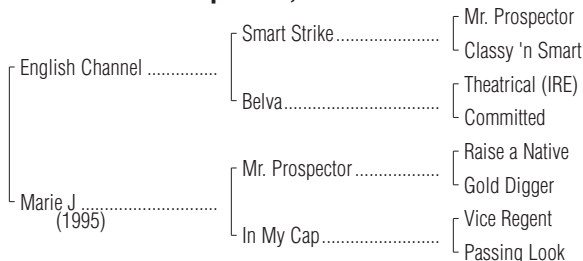 Mr. Prospector
Smart Strike....................
Classy 'n Smart
English Channel ...............
Theatrical (IRE)
Belva..............................
Committed
Raise a Native
Mr. Prospector .................
Gold Digger
Marie J ...........................
(1995)
Vice Regent
In My Cap.......................
Passing Look